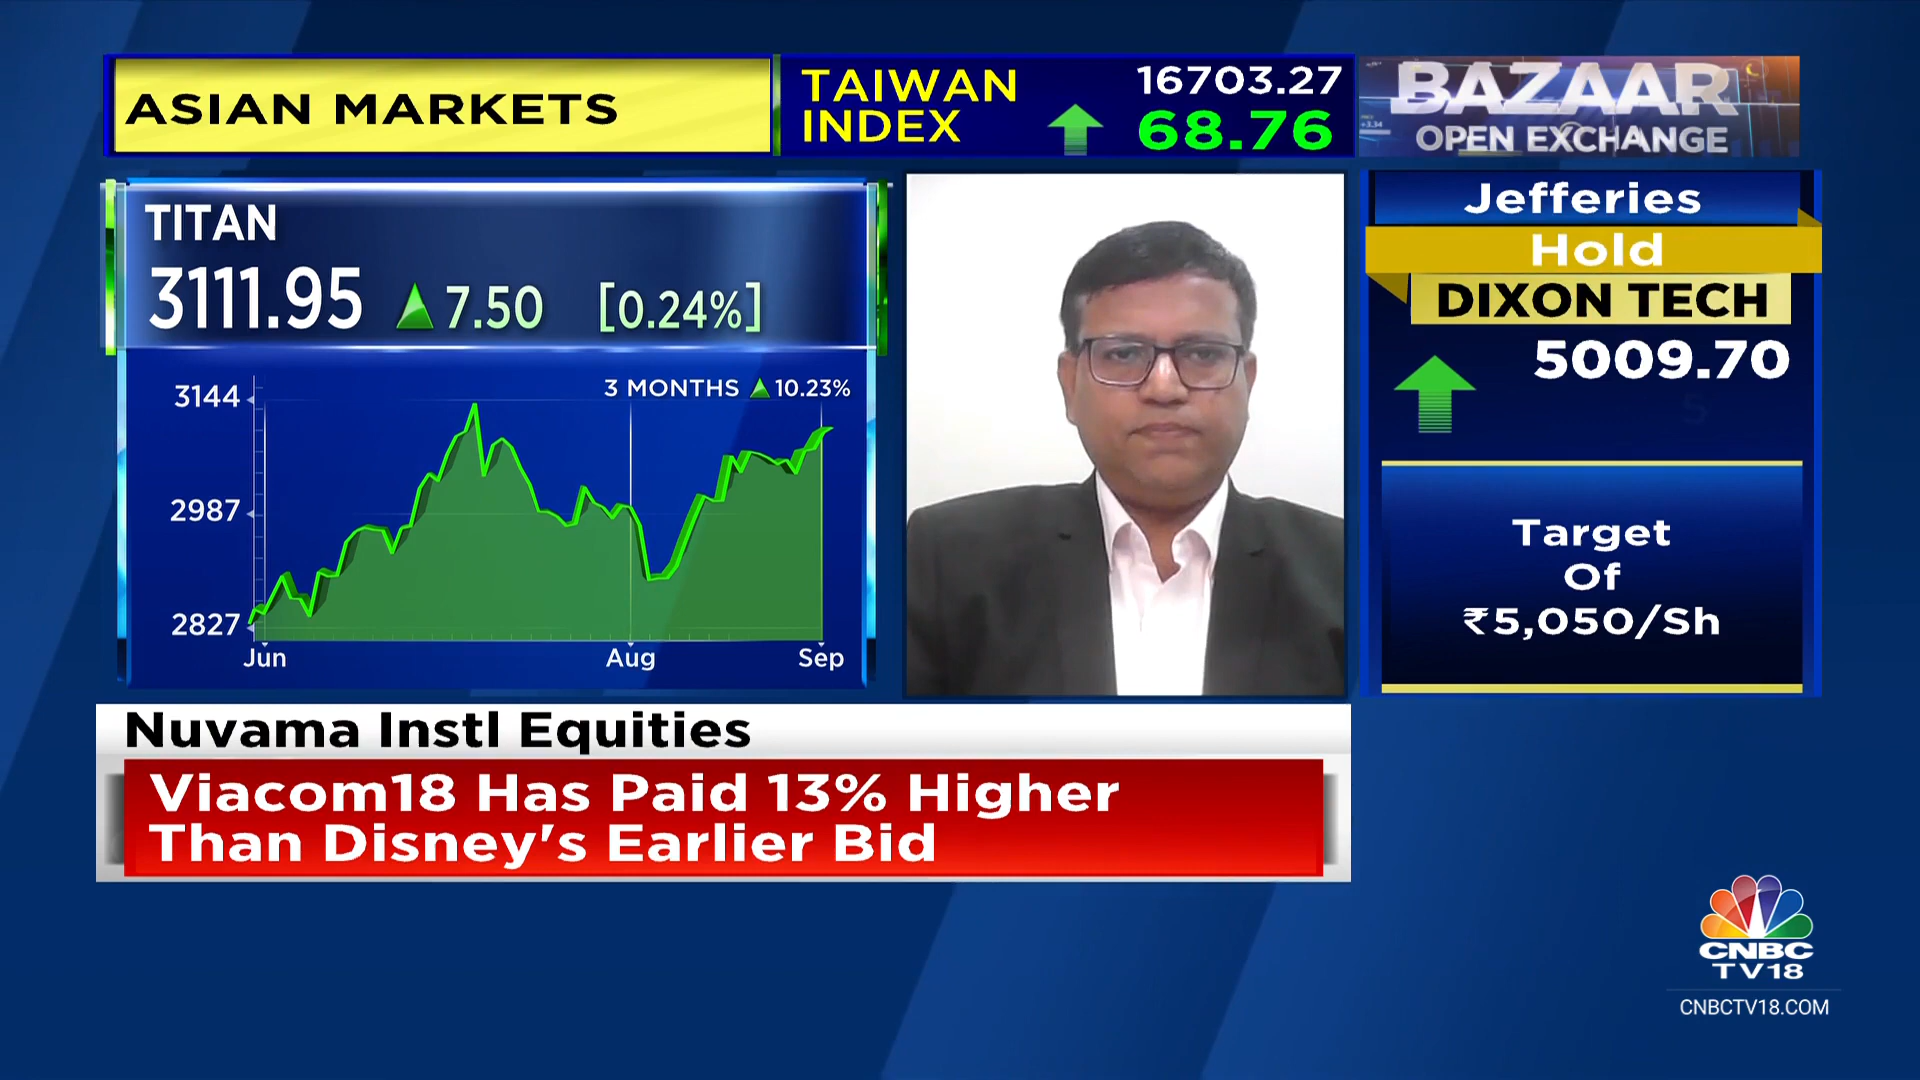 ASIAN MARKETS
TAIWAN
INDEX
16703.27
68.76
BAZAAR
OPEN EXCHANGE
TITAN
3111.95 ▲ 7.50 [0.24%]
3 MONTHS ▲ 10.23%
3144
2987
2827
Jun Aug Sep
Jefferies
Hold
DIXON TECH
5009.70
Target
Of
₹5,050/Sh
Nuvama Instl Equities
Viacom18 Has Paid 13% Higher
Than Disney's Earlier Bid
CNBC
TV18
CNBCTV18.COM